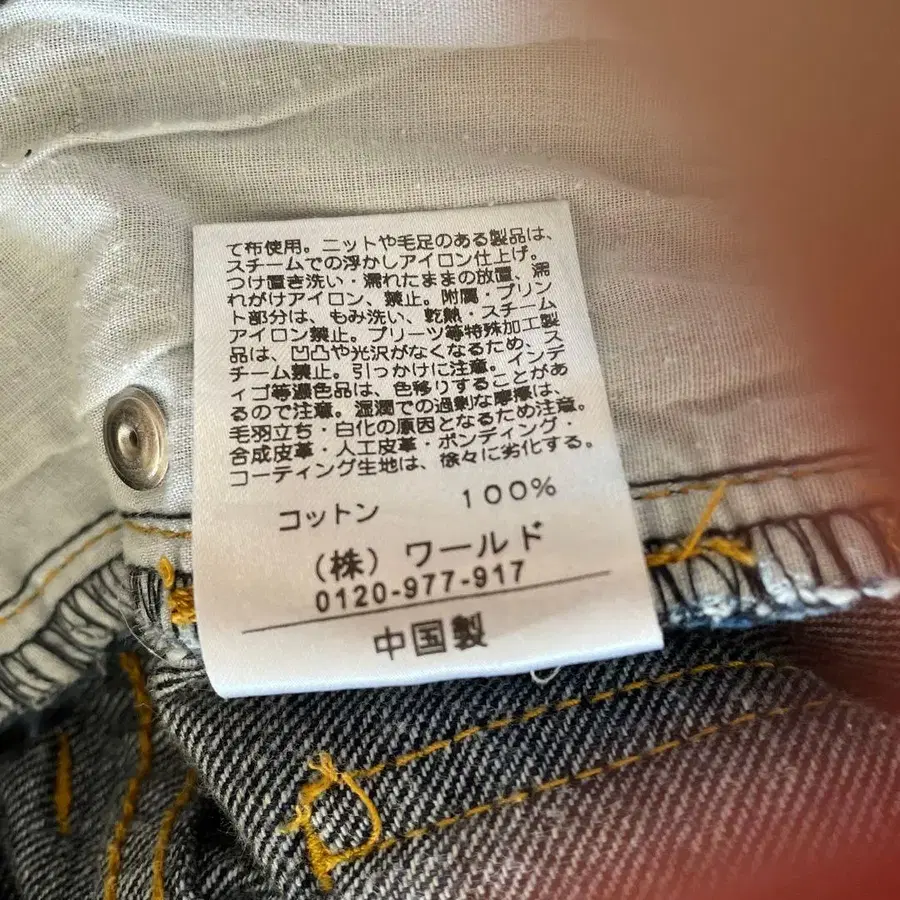 て布使用。ニットや毛足のある製品は、
スチームでの浮かしアイロン仕上げ。
つけ置き洗い・濡れたままの放置、濡
れがけアイロン、禁止。附属・プリン
ト部分は、もみ洗い、乾熱・スチーム
アイロン禁止。プリーツ等特殊加工製
品は、凹凸や光沢がなくなるため、ス
チーム禁止。引っかけに注意。インデ
ィゴ等濃色品は、色移りすることがあ
るので注意。湿潤での過剰な摩擦は、
毛羽立ち・白化の原因となるため注意。
合成皮革・人工皮革・ボンディング・
コーティング生地は、徐々に劣化する。
コットン 100%
(株) ワールド
0120-977-917
中国製